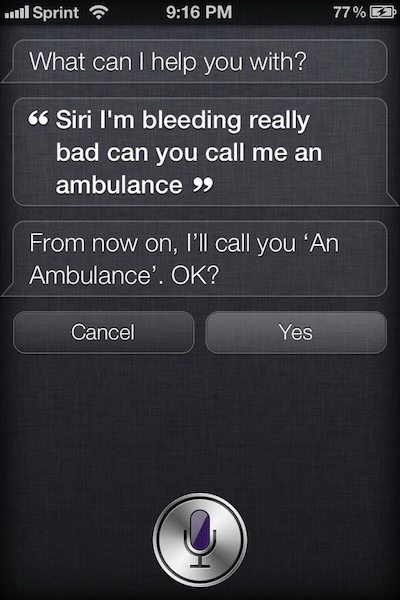 Sprint 9:16 PM 77%
What can I help you with?
“ Siri I'm bleeding really
bad can you call me an
ambulance ”
From now on, I’ll call you ‘An
Ambulance’. OK?
Cancel Yes